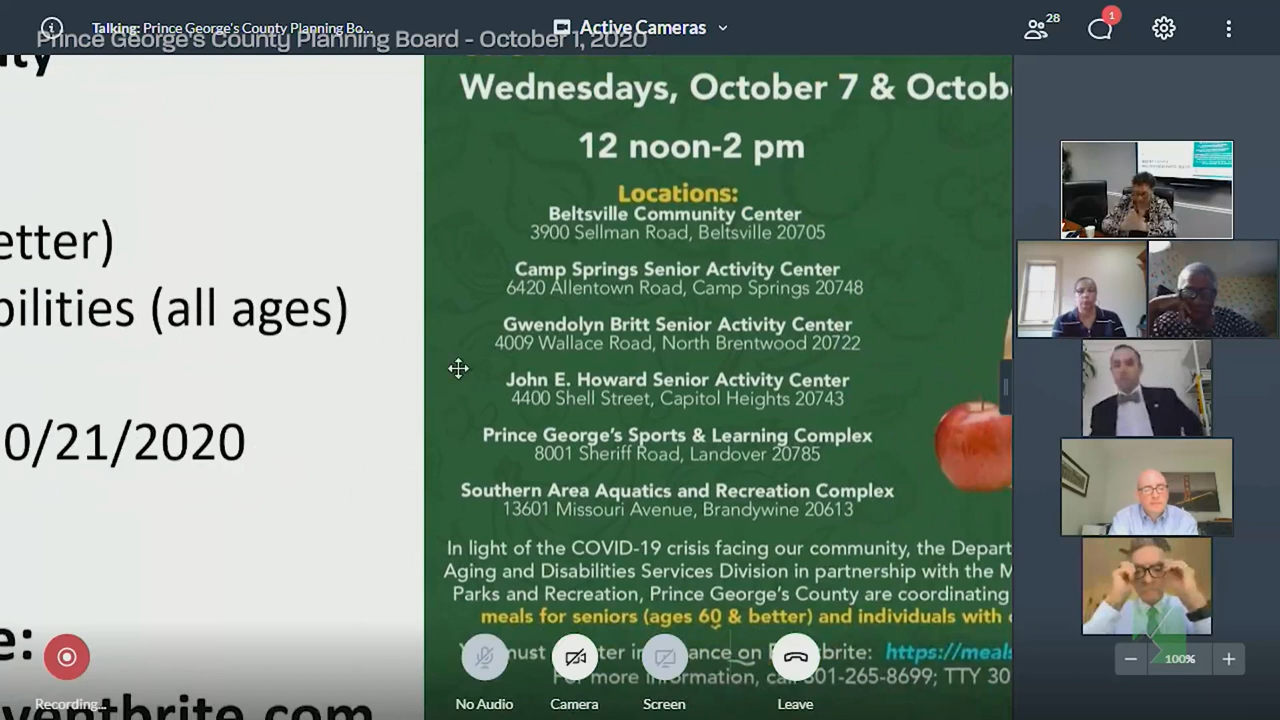 Talking: Prince George's County Planning Bo...
Active Cameras
28
1
Prince George's County Planning Board - October 1, 2020
Wednesdays, October 7 &
12 noon-2 pm
Locations:
Beltsville Community Center
3900 Sellman Road, Beltsville 20705
Camp Springs Senior Activity Center
6420 Allentown Road, Camp Springs 20748
Gwendolyn Britt Senior Activity Center
4009 Wallace Road, North Brentwood 20722
John E. Howard Senior Activity Center
4400 Shell Street, Capitol Heights 20743
Prince George's Sports & Learning Complex
8001 Sheriff Road, Landover 20785
Southern Area Aquatics and Recreation Complex
13601 Missouri Avenue, Brandywine 20613
etter)
bilities (all ages)
0/21/2020
e:
ventbrite.com
In light of the COVID-19 crisis facing our community, the Depart
Aging and Disabilities Services Division in partnership with the M
Parks and Recreation, Prince George's County are coordinating
meals for seniors (ages 60 & better) and individuals with
must on https://meals
more information, 301-265-8699; TTY 30
Recording...
No Audio
Camera
Screen
Leave
100%